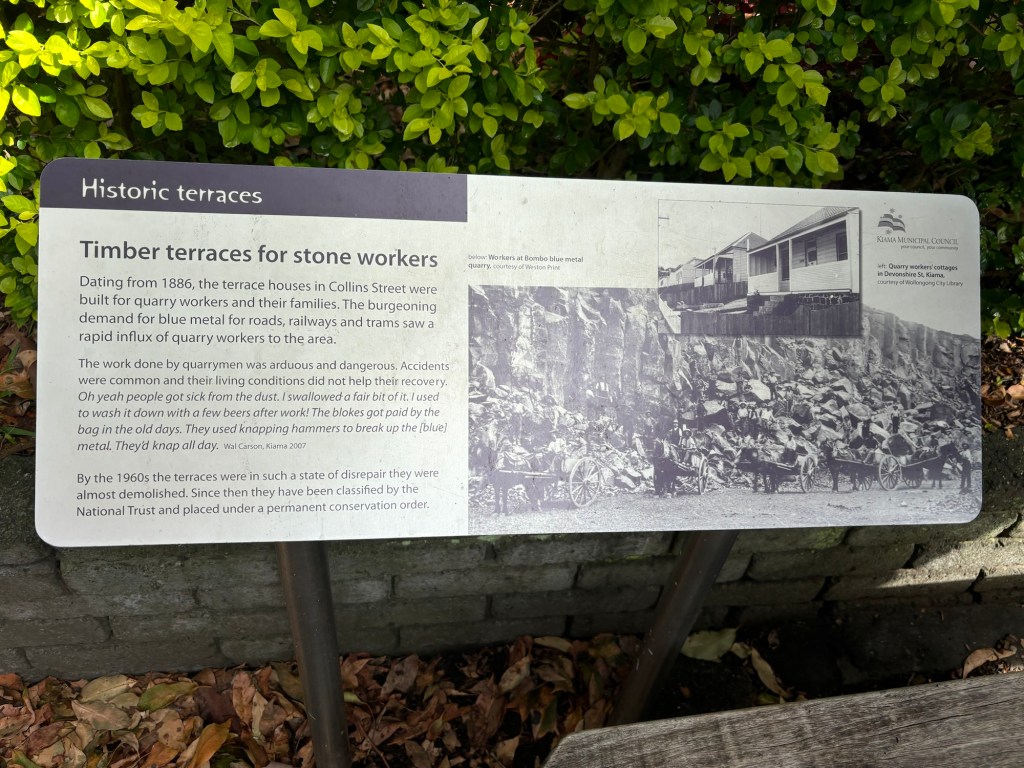 Historic terraces
Timber terraces for stone workers
Dating from 1886, the terrace houses in Collins Street were
built for quarry workers and their families. The burgeoning
demand for blue metal for roads, railways and trams saw a
rapid influx of quarry workers to the area.
The work done by quarrymen was arduous and dangerous. Accidents
were common and their living conditions did not help their recovery.
Oh yeah people got sick from the dust. I swallowed a fair bit of it. I used
to wash it down with a few beers after work! The blokes got paid by the
bag in the old days. They used knapping hammers to break up the [blue]
metal. They'd knap all day. Wal Carson, Kiama 2007
By the 1960s the terraces were in such a state of disrepair they were
almost demolished. Since then they have been classified by the
National Trust and placed under a permanent conservation order.
below: Workers at Bombo blue metal
quarry, courtesy of Weston Print
KIAMA MUNICIPAL COUNCIL
your council, your community
left: Quarry workers' cottages
in Devonshire St, Kiama,
courtesy of Wollongong City Library